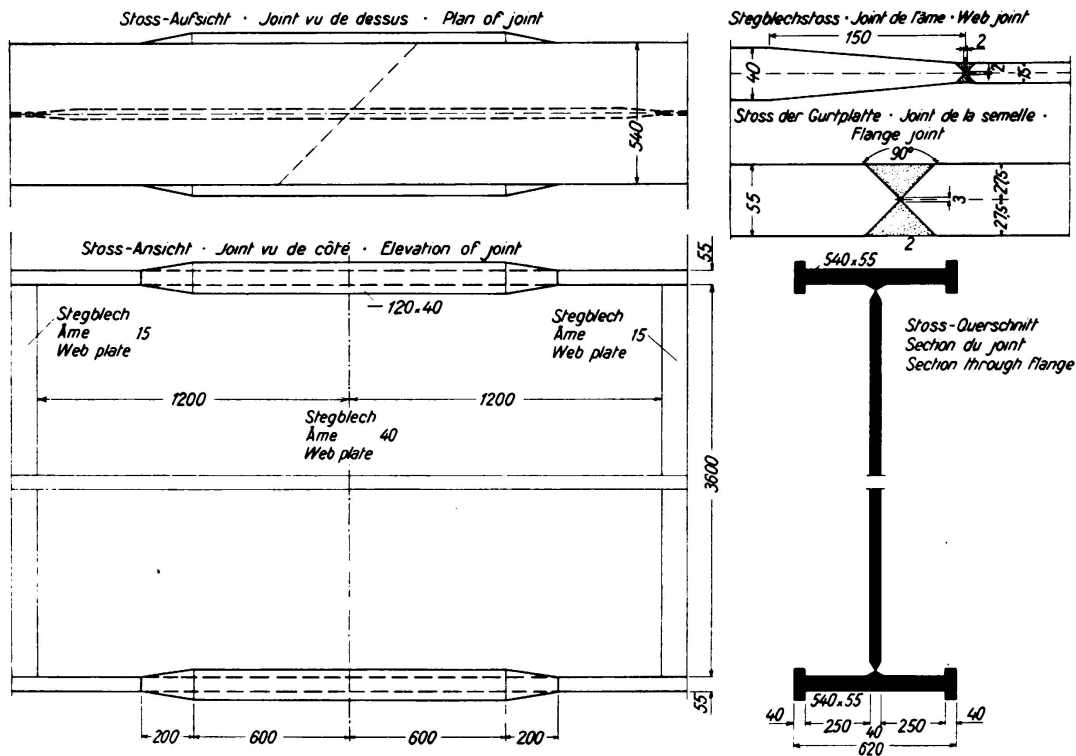 Stoss-Aufsicht · Joint vu de dessus · Plan of joint
540
Stegblechstoss · Joint de l'âme · Web joint
150
2
40
2
15
Stoss der Gurtplatte · Joint de la semelle ·
Flange joint
90°
55
3
27,5+27,5
2
Stoss-Ansicht · Joint vu de côté · Elevation of joint
55
120×40
Stegblech
Âme 15
Web plate
Stegblech
Âme 15
Web plate
1200
1200
Stegblech
Âme 40
Web plate
3600
55
200
600
600
200
540×55
Stoss-Querschnitt
Section du joint
Section through flange
540×55
40
250
40
250
40
620